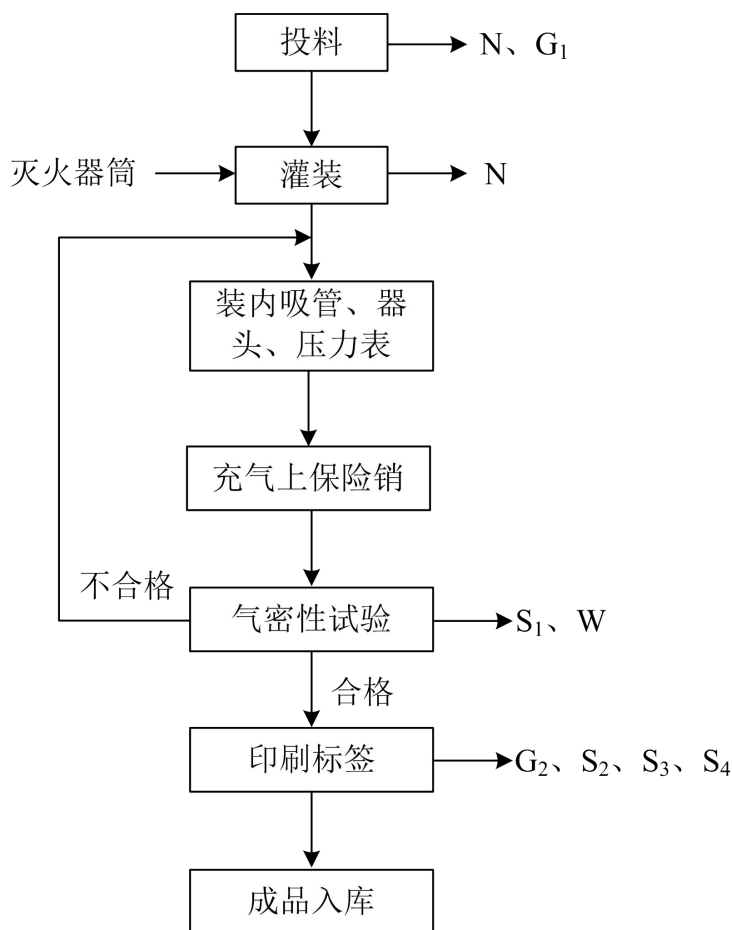 投料
N、G₁
灭火器筒
灌装
N
装内吸管、器
头、压力表
充气上保险销
不合格
气密性试验
S₁、W
合格
印刷标签
G₂、S₂、S₃、S₄
成品入库